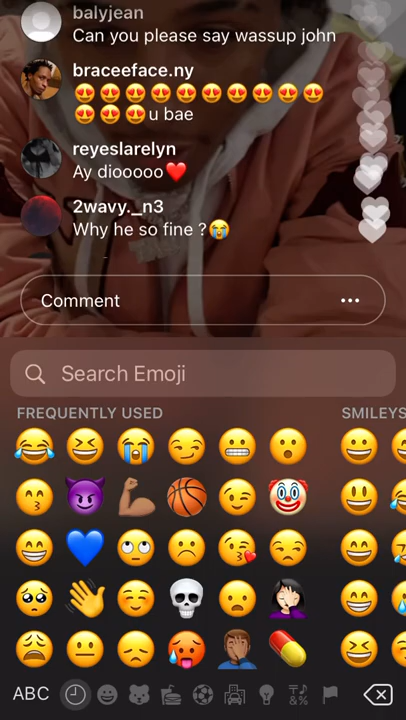 balyjean
Can you please say wassup john
braceeface.ny
😍😍😍😍😍😍😍😍😍😍
😍😍😍u bae
reyeslarelyn
Ay diooooo❤️
2wavy._n3
Why he so fine ?😭
Comment
Search Emoji
FREQUENTLY USED SMILEYS
ABC